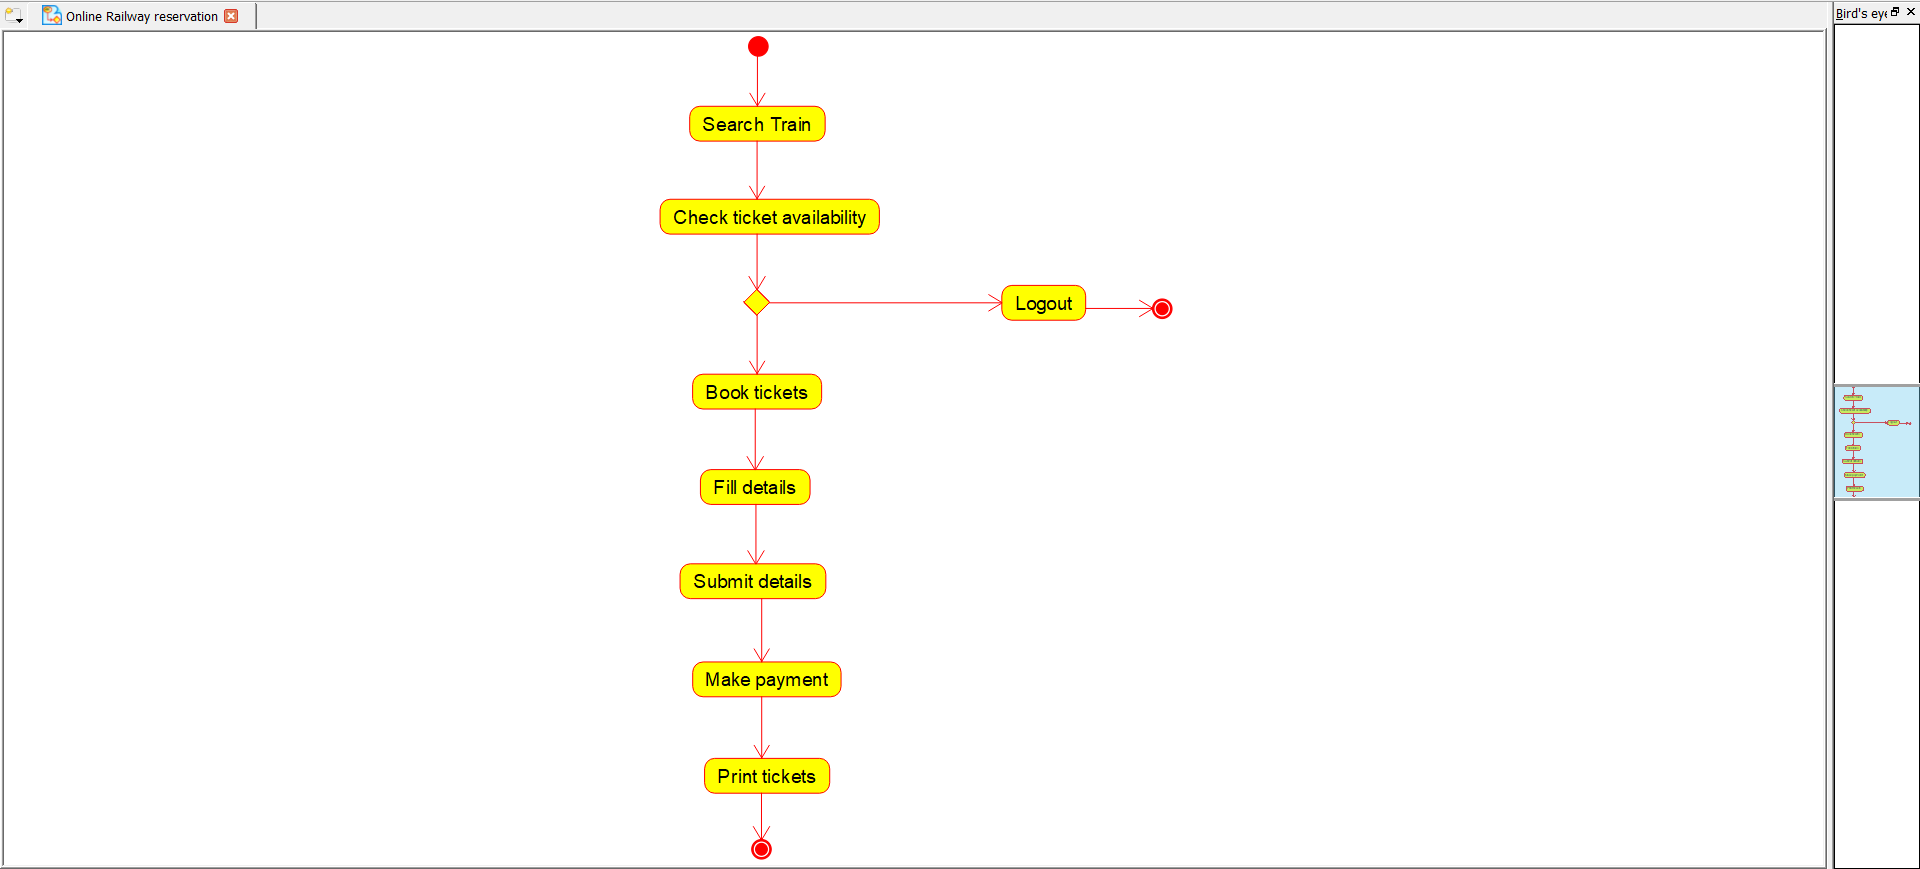 Online Railway reservation
Bird's eye
Search Train
Check ticket availability
Logout
Book tickets
Fill details
Submit details
Make payment
Print tickets